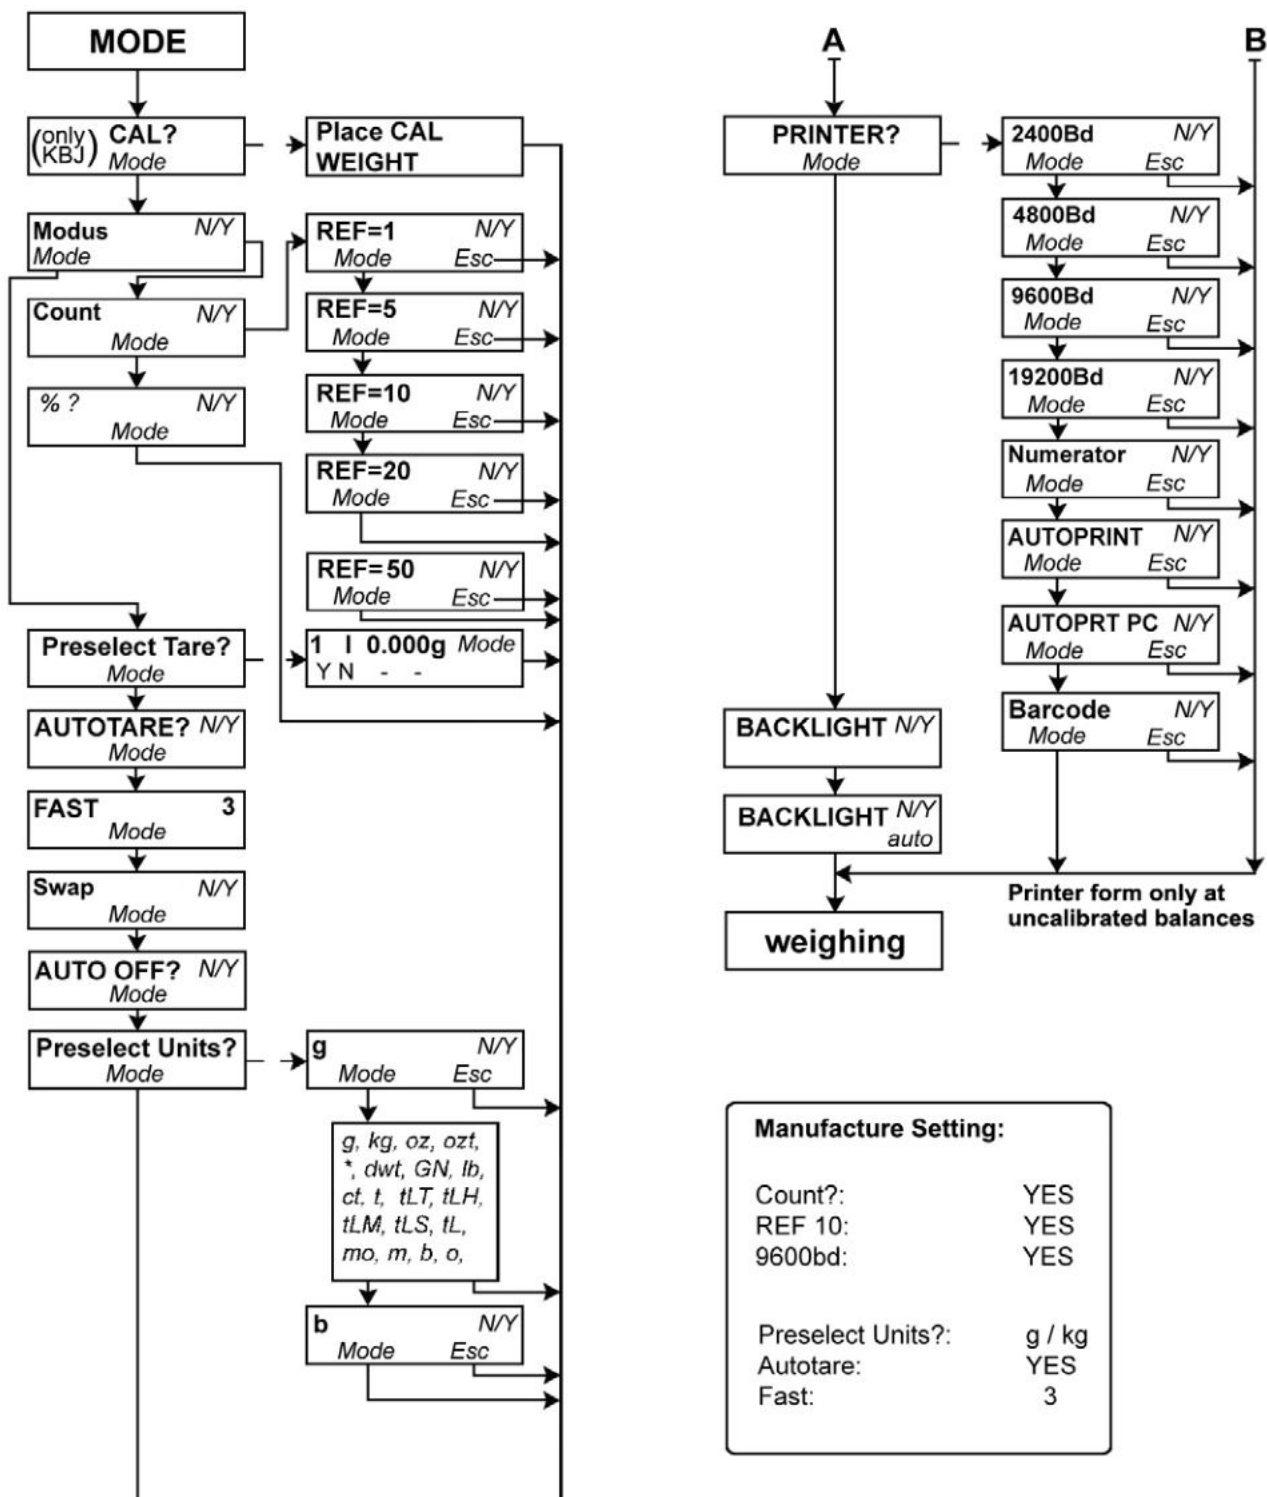 MODE
(only KBJ) CAL?
Mode
Place CAL
WEIGHT
Modus N/Y
Mode
Count N/Y
Mode
% ? N/Y
Mode
REF=1 N/Y
Mode Esc
REF=5 N/Y
Mode Esc
REF=10 N/Y
Mode Esc
REF=20 N/Y
Mode Esc
REF=50 N/Y
Mode Esc
Preselect Tare?
Mode
1 I 0.000g Mode
Y N - -
AUTOTARE? N/Y
Mode
FAST 3
Mode
Swap N/Y
Mode
AUTO OFF? N/Y
Mode
Preselect Units?
Mode
g N/Y
Mode Esc
g, kg, oz, ozt,
*, dwt, GN, lb,
ct, t, tLT, tLH,
tLM, tLS, tL,
mo, m, b, o,
b N/Y
Mode Esc
A
B
PRINTER?
Mode
2400Bd N/Y
Mode Esc
4800Bd N/Y
Mode Esc
9600Bd N/Y
Mode Esc
19200Bd N/Y
Mode Esc
Numerator N/Y
Mode Esc
AUTOPRINT N/Y
Mode Esc
AUTOPRT PC N/Y
Mode Esc
Barcode N/Y
Mode Esc
BACKLIGHT N/Y
BACKLIGHT N/Y
auto
Printer form only at
uncalibrated balances
weighing
Manufacture Setting:
Count?: YES
REF 10: YES
9600bd: YES
Preselect Units?: g / kg
Autotare: YES
Fast: 3